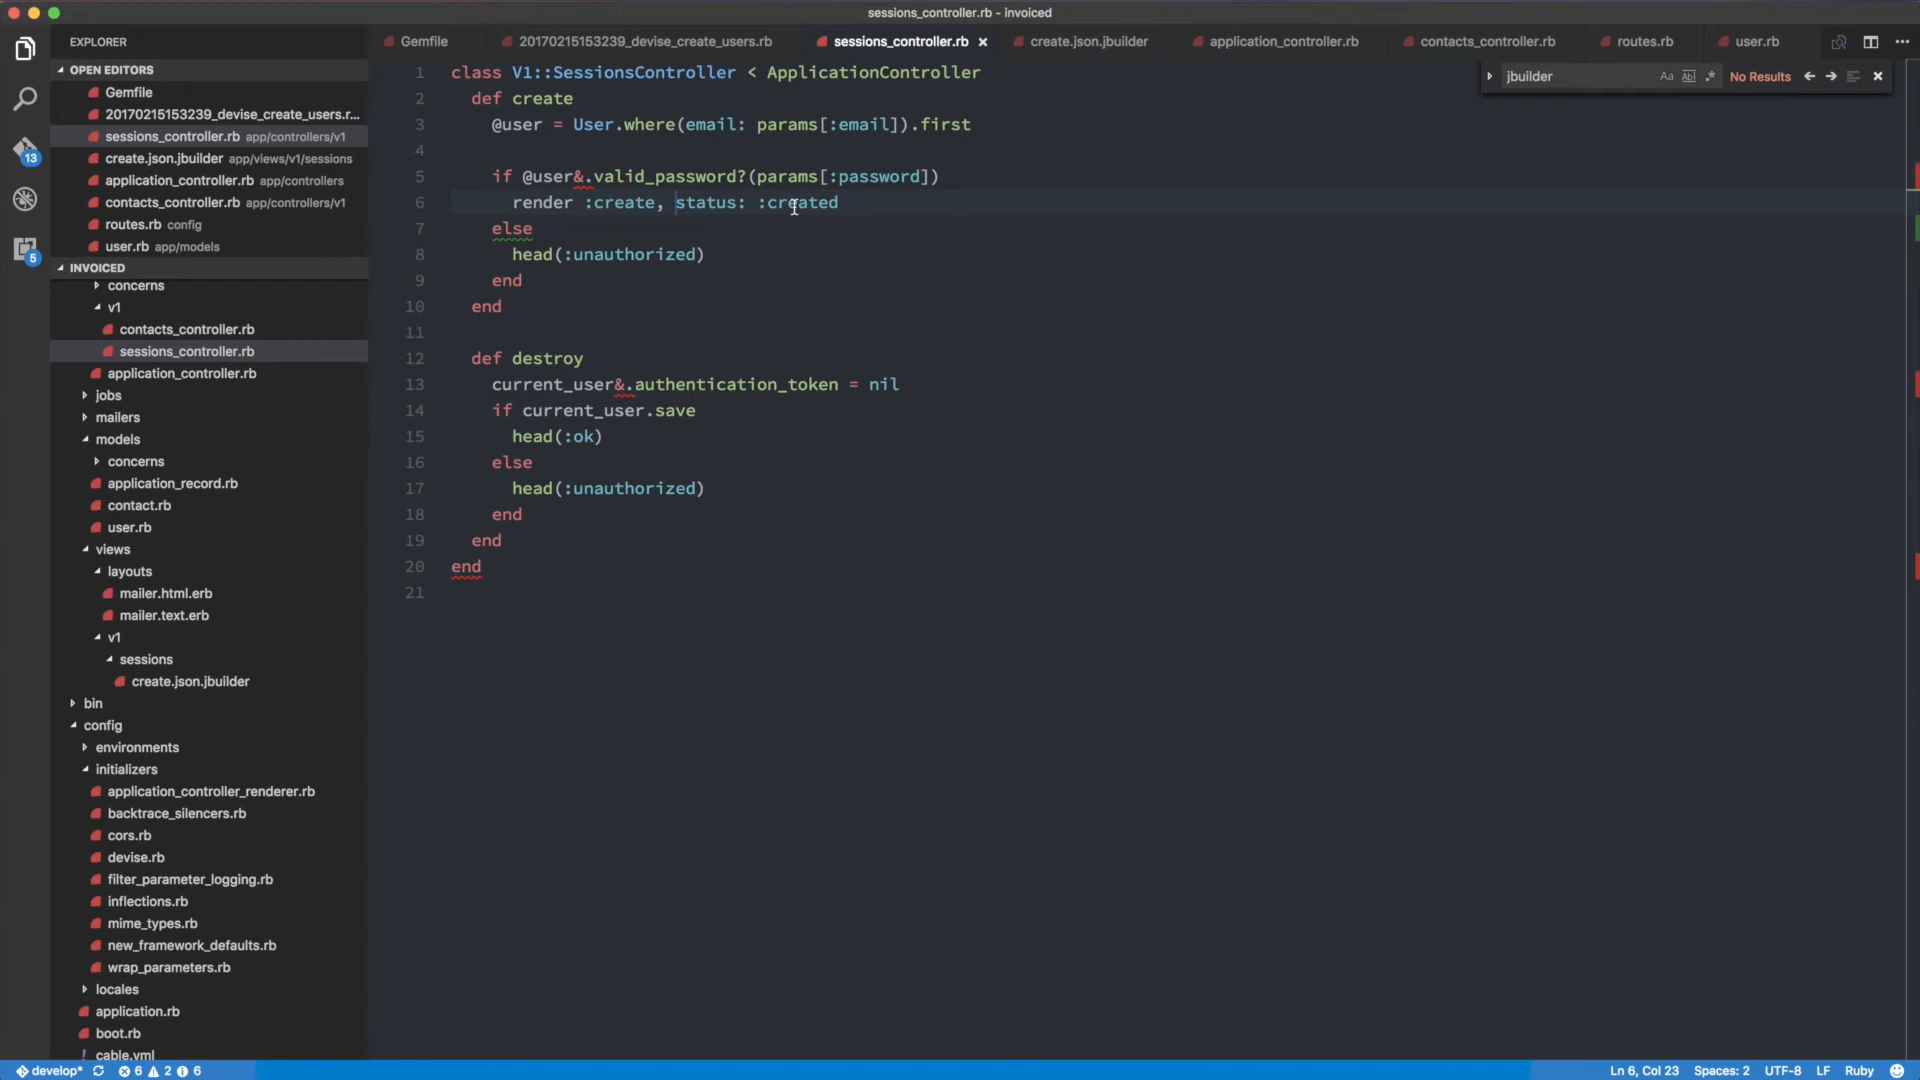 sessions_controller.rb - invoiced
EXPLORER
Gemfile
20170215153239_devise_create_users.rb
sessions_controller.rb
create.json.jbuilder
application_controller.rb
contacts_controller.rb
routes.rb
user.rb
jbuilder
Aa
Abl
.*
No Results
OPEN EDITORS
Gemfile
20170215153239_devise_create_users.r...
sessions_controller.rb app/controllers/v1
create.json.jbuilder app/views/v1/sessions
application_controller.rb app/controllers
contacts_controller.rb app/controllers/v1
routes.rb config
user.rb app/models
13
5
INVOICED
concerns
v1
contacts_controller.rb
sessions_controller.rb
application_controller.rb
jobs
mailers
models
concerns
application_record.rb
contact.rb
user.rb
views
layouts
mailer.html.erb
mailer.text.erb
v1
sessions
create.json.jbuilder
bin
config
environments
initializers
application_controller_renderer.rb
backtrace_silencers.rb
cors.rb
devise.rb
filter_parameter_logging.rb
inflections.rb
mime_types.rb
new_framework_defaults.rb
wrap_parameters.rb
locales
application.rb
boot.rb
! cable.yml
1 class V1::SessionsController < ApplicationController
2 def create
3 @user = User.where(email: params[:email]).first
4
5 if @user&.valid_password?(params[:password])
6 render :create, status: :created
7 else
8 head(:unauthorized)
9 end
10 end
11
12 def destroy
13 current_user&.authentication_token = nil
14 if current_user.save
15 head(:ok)
16 else
17 head(:unauthorized)
18 end
19 end
20 end
21
develop* 6 2 6
Ln 6, Col 23 Spaces: 2 UTF-8 LF Ruby